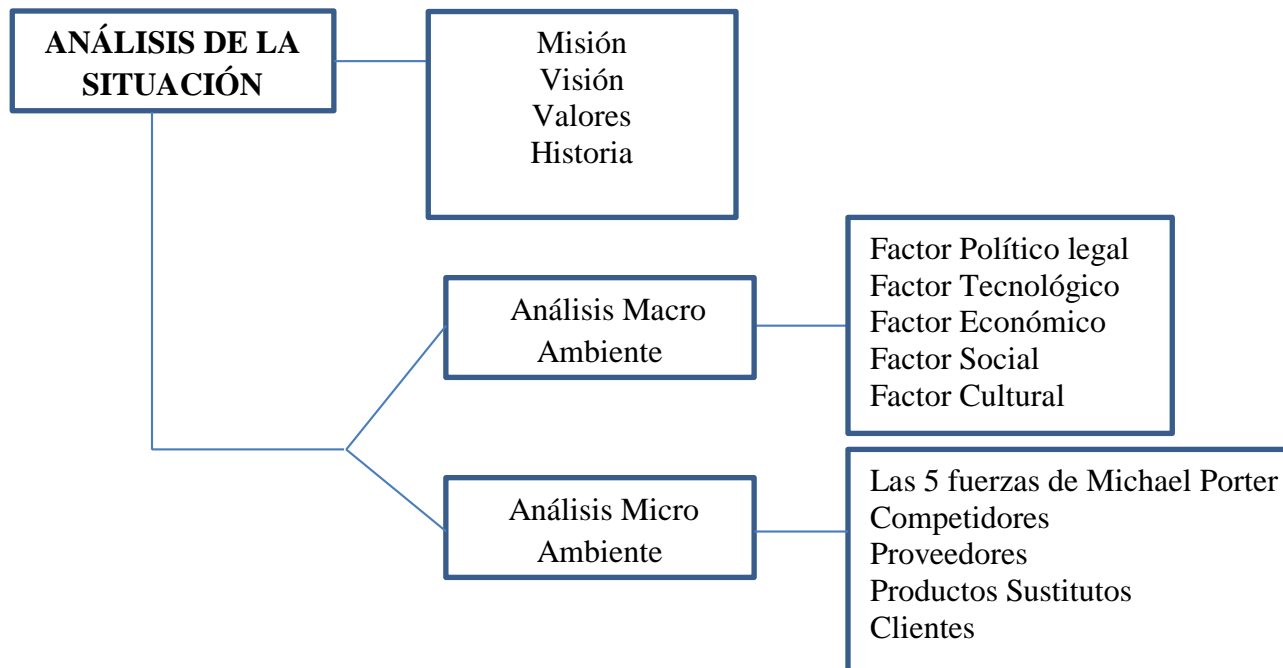 ANÁLISIS DE LA
SITUACIÓN
Misión
Visión
Valores
Historia
Análisis Macro
Ambiente
Factor Político legal
Factor Tecnológico
Factor Económico
Factor Social
Factor Cultural
Análisis Micro
Ambiente
Las 5 fuerzas de Michael Porter
Competidores
Proveedores
Productos Sustitutos
Clientes